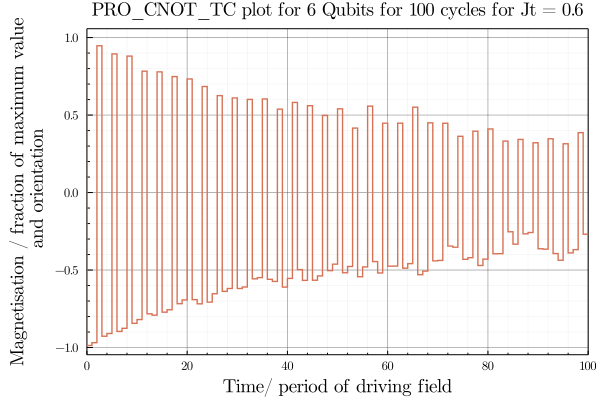 PRO_CNOT_TC plot for 6 Qubits for 100 cycles for Jt = 0.6
Magnetisation / fraction of maximum value
and orientation
1.0
0.5
0.0
−0.5
−1.0
0 20 40 60 80 100
Time/ period of driving field